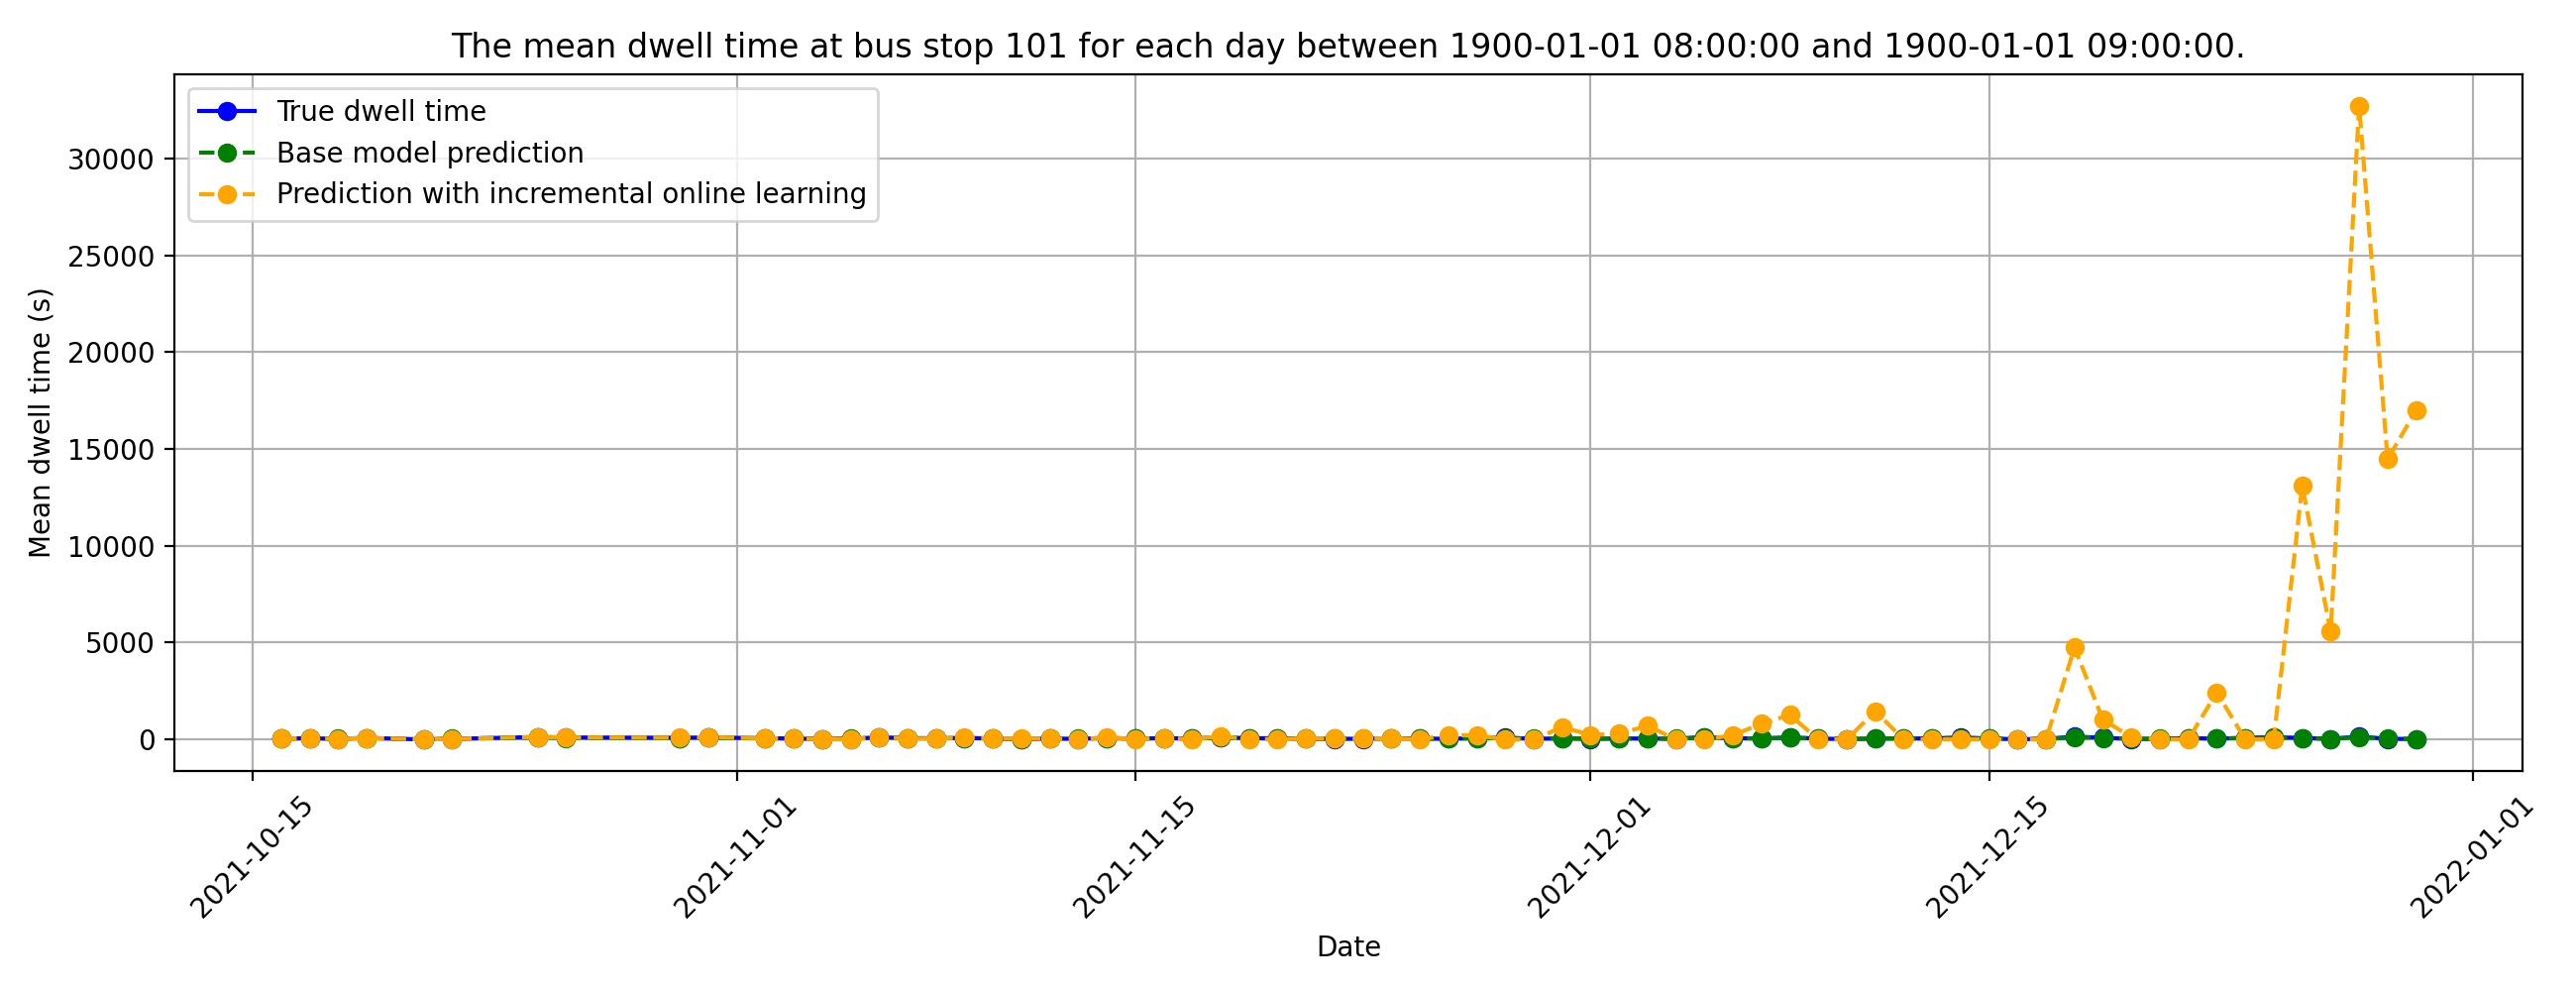 The mean dwell time at bus stop 101 for each day between 1900-01-01 08:00:00 and 1900-01-01 09:00:00.
True dwell time
Base model prediction
Prediction with incremental online learning
Mean dwell time (s)
30000
25000
20000
15000
10000
5000
0
2021-10-15
2021-11-01
2021-11-15
2021-12-01
2021-12-15
2022-01-01
Date